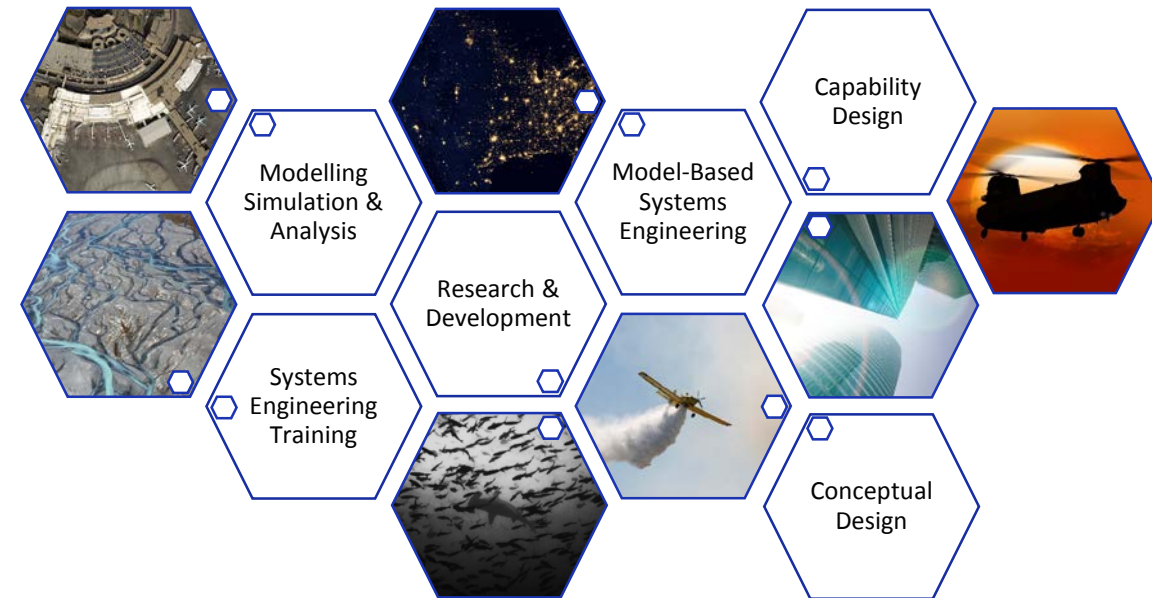 Modelling
Simulation &
Analysis
Systems
Engineering
Training
Research &
Development
Model-Based
Systems
Engineering
Capability
Design
Conceptual
Design